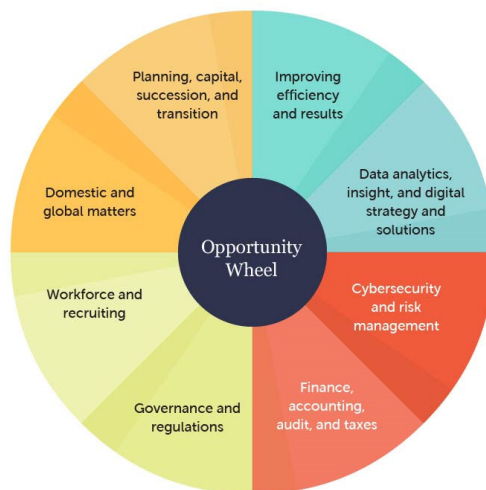 Planning, capital,
succession, and
transition
Improving
efficiency
and results
Data analytics,
insight, and digital
strategy and
solutions
Cybersecurity
and risk
management
Finance,
accounting,
audit, and taxes
Governance and
regulations
Workforce and
recruiting
Domestic and
global matters
Opportunity
Wheel